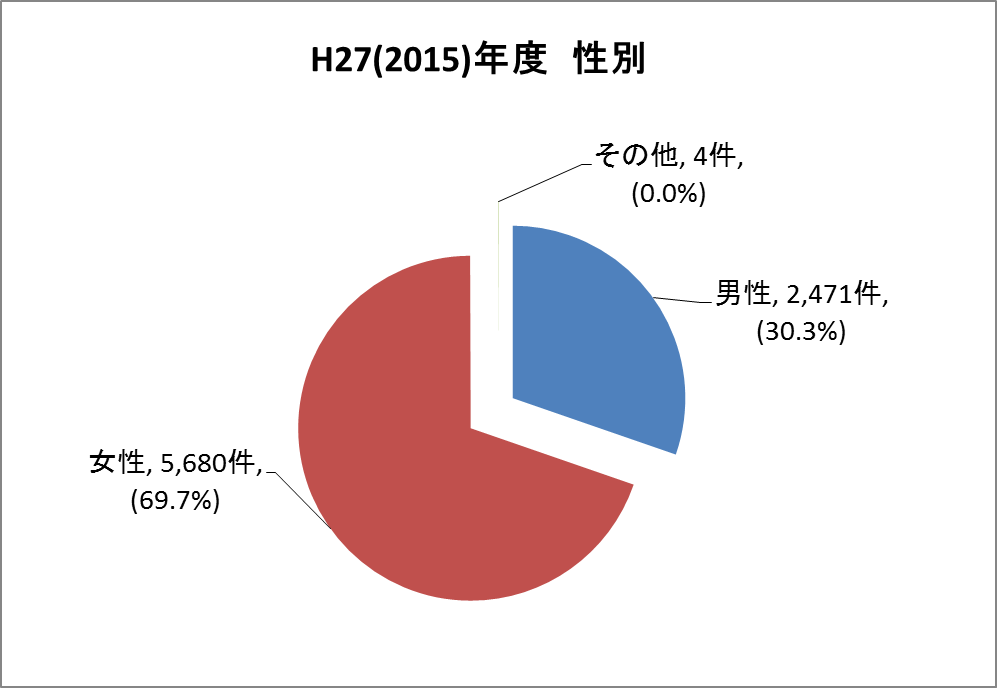 H27(2015)年度　性別
その他, 4件,
(0.0%)
男性, 2,471件,
(30.3%)
女性, 5,680件,
(69.7%)